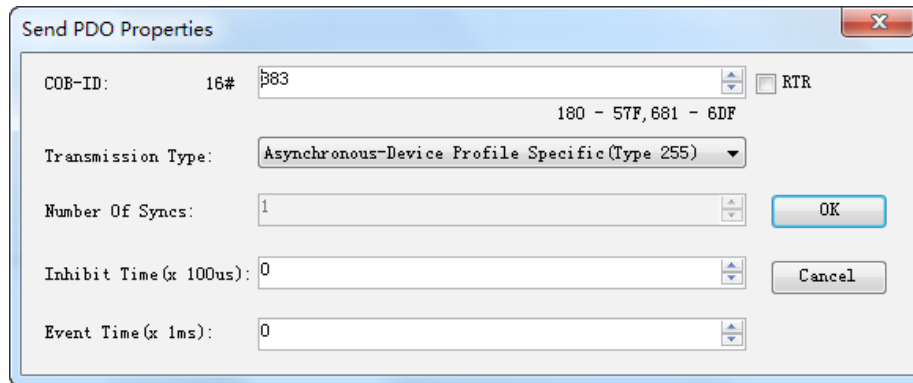 Send PDO Properties
COB-ID: 16# 383 RTR
180 - 57F,681 - 6DF
Transmission Type: Asynchronous-Device Profile Specific(Type 255)
Number Of Syncs: 1 OK
Inhibit Time(x 100us): 0 Cancel
Event Time(x 1ms): 0